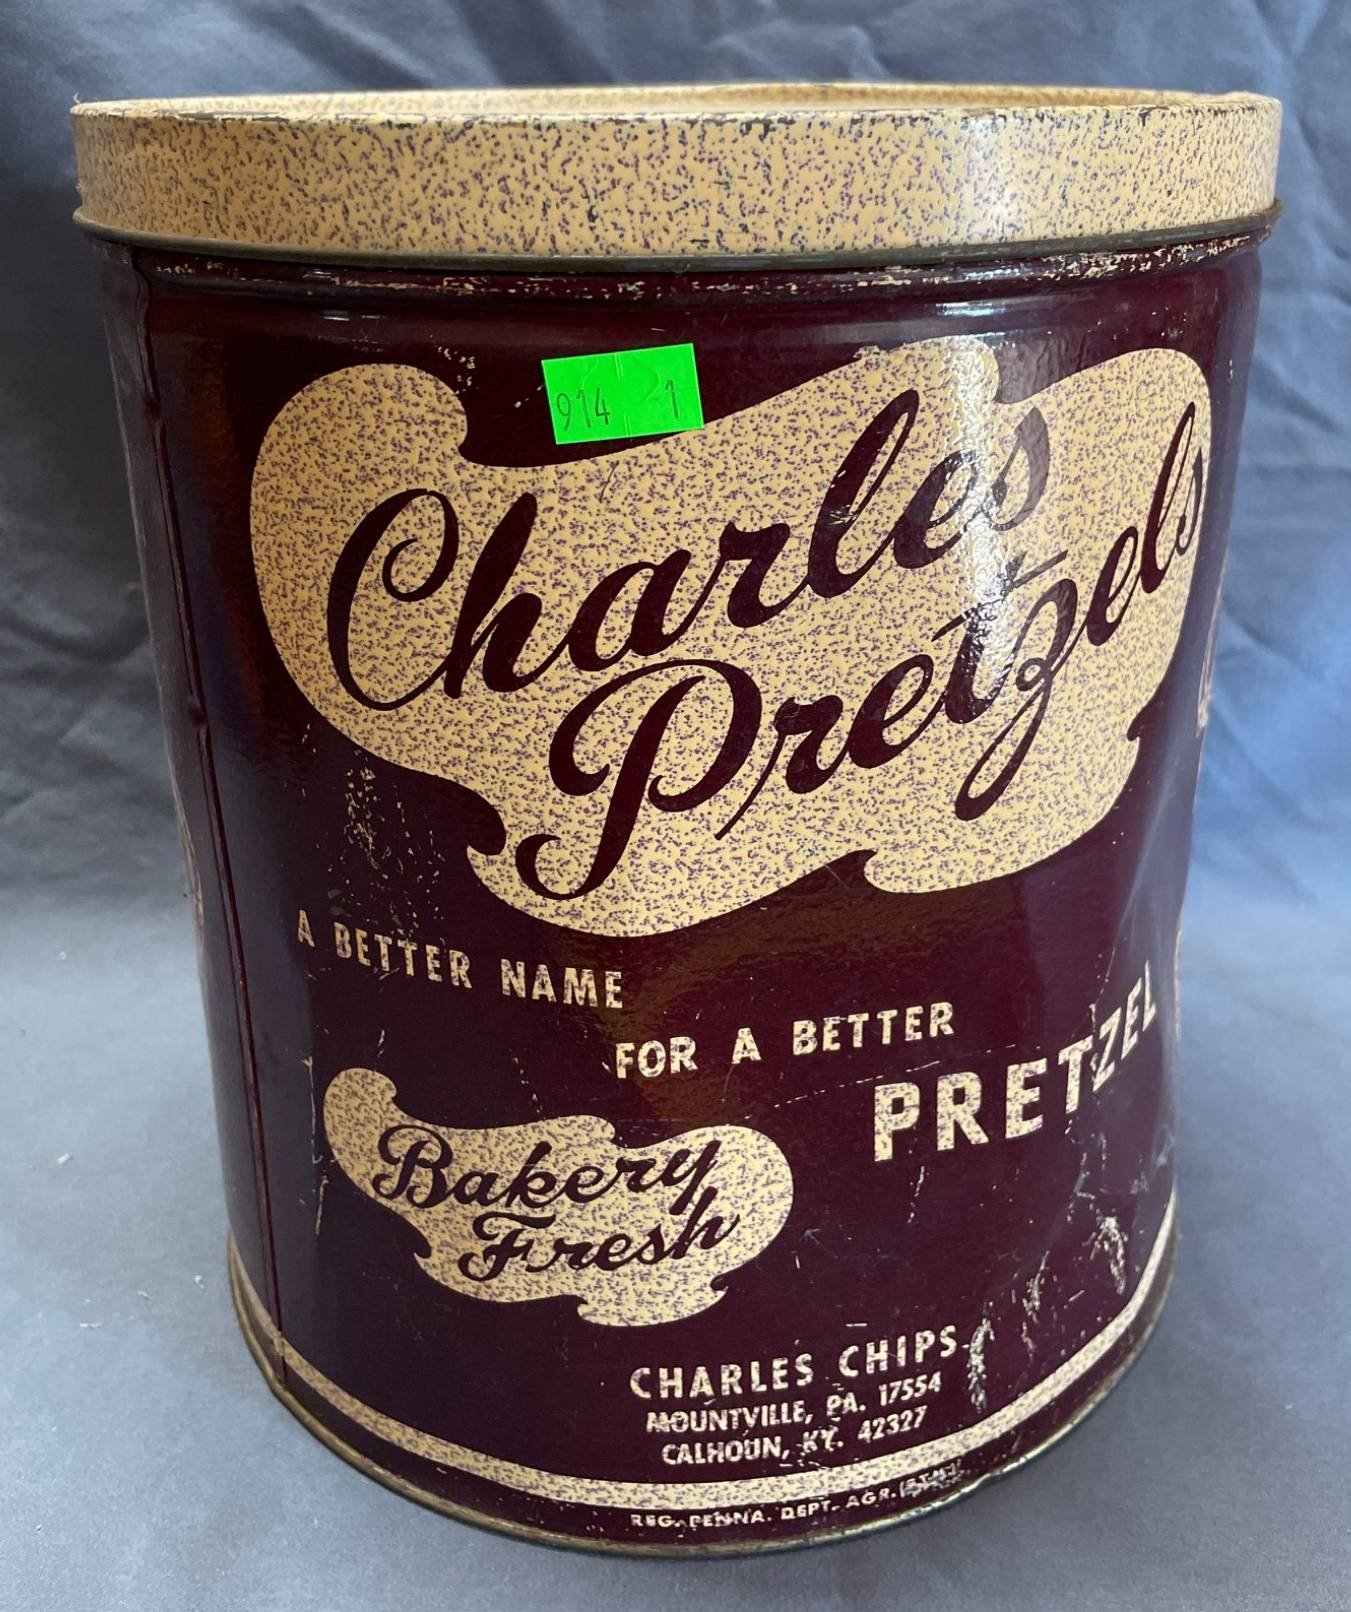 914 1
Charles
Pretzels
A BETTER NAME
FOR A BETTER
PRETZEL
Bakery
Fresh
CHARLES CHIPS
MOUNTVILLE, PA. 17554
CALHOUN, KY. 42327
REG. PENNA. DEPT. AGR.